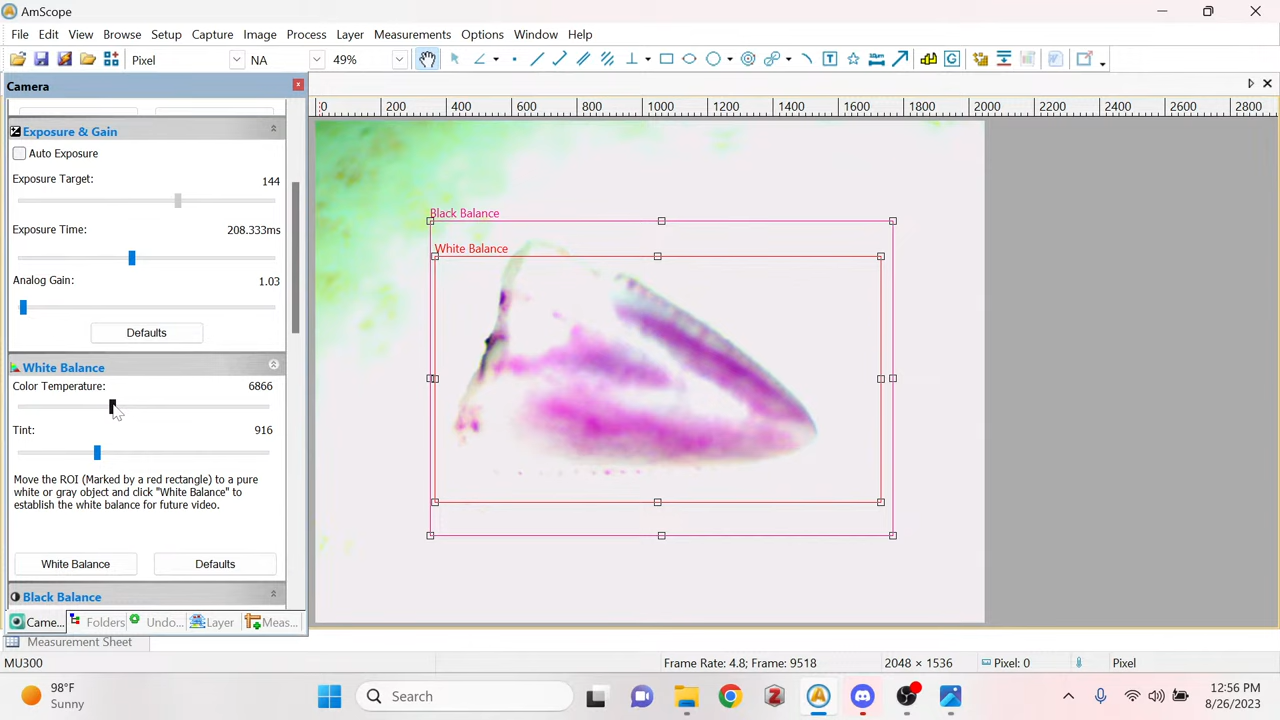 AmScope
File Edit View Browse Setup Capture Image Process Layer Measurements Options Window Help
Pixel NA 49%
Camera
0 200 400 600 800 1000 1200 1400 1600 1800 2000 2200 2400 2600 2800
Exposure & Gain
Auto Exposure
Exposure Target: 144
Exposure Time: 208.333ms
Analog Gain: 1.03
Defaults
White Balance
Color Temperature: 6866
Tint: 916
Move the ROI (Marked by a red rectangle) to a pure
white or gray object and click "White Balance" to
establish the white balance for future video.
White Balance Defaults
Black Balance
Came... Folders Undo... Layer Meas...
Black Balance
White Balance
Measurement Sheet
MU300 Frame Rate: 4.8; Frame: 9518 2048 × 1536 Pixel: 0 Pixel
98°F
Sunny
Search
12:56 PM
8/26/2023